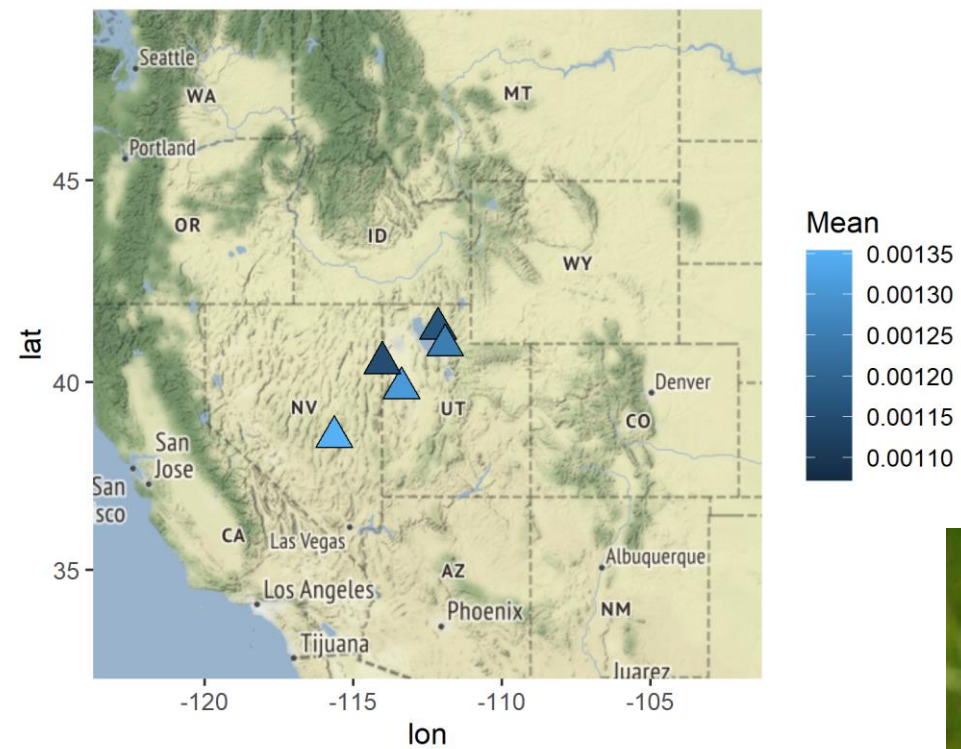 Seattle
WA
MT
Portland
45
OR
ID
WY
40
Denver
NV
UT
CO
San
Jose
San
sco
CA
Las Vegas
Albuquerque
35
AZ
Los Angeles
Phoenix
NM
Tijuana
Juarez
-120
-115
-110
-105
lon
lat
Mean
0.00135
0.00130
0.00125
0.00120
0.00115
0.00110